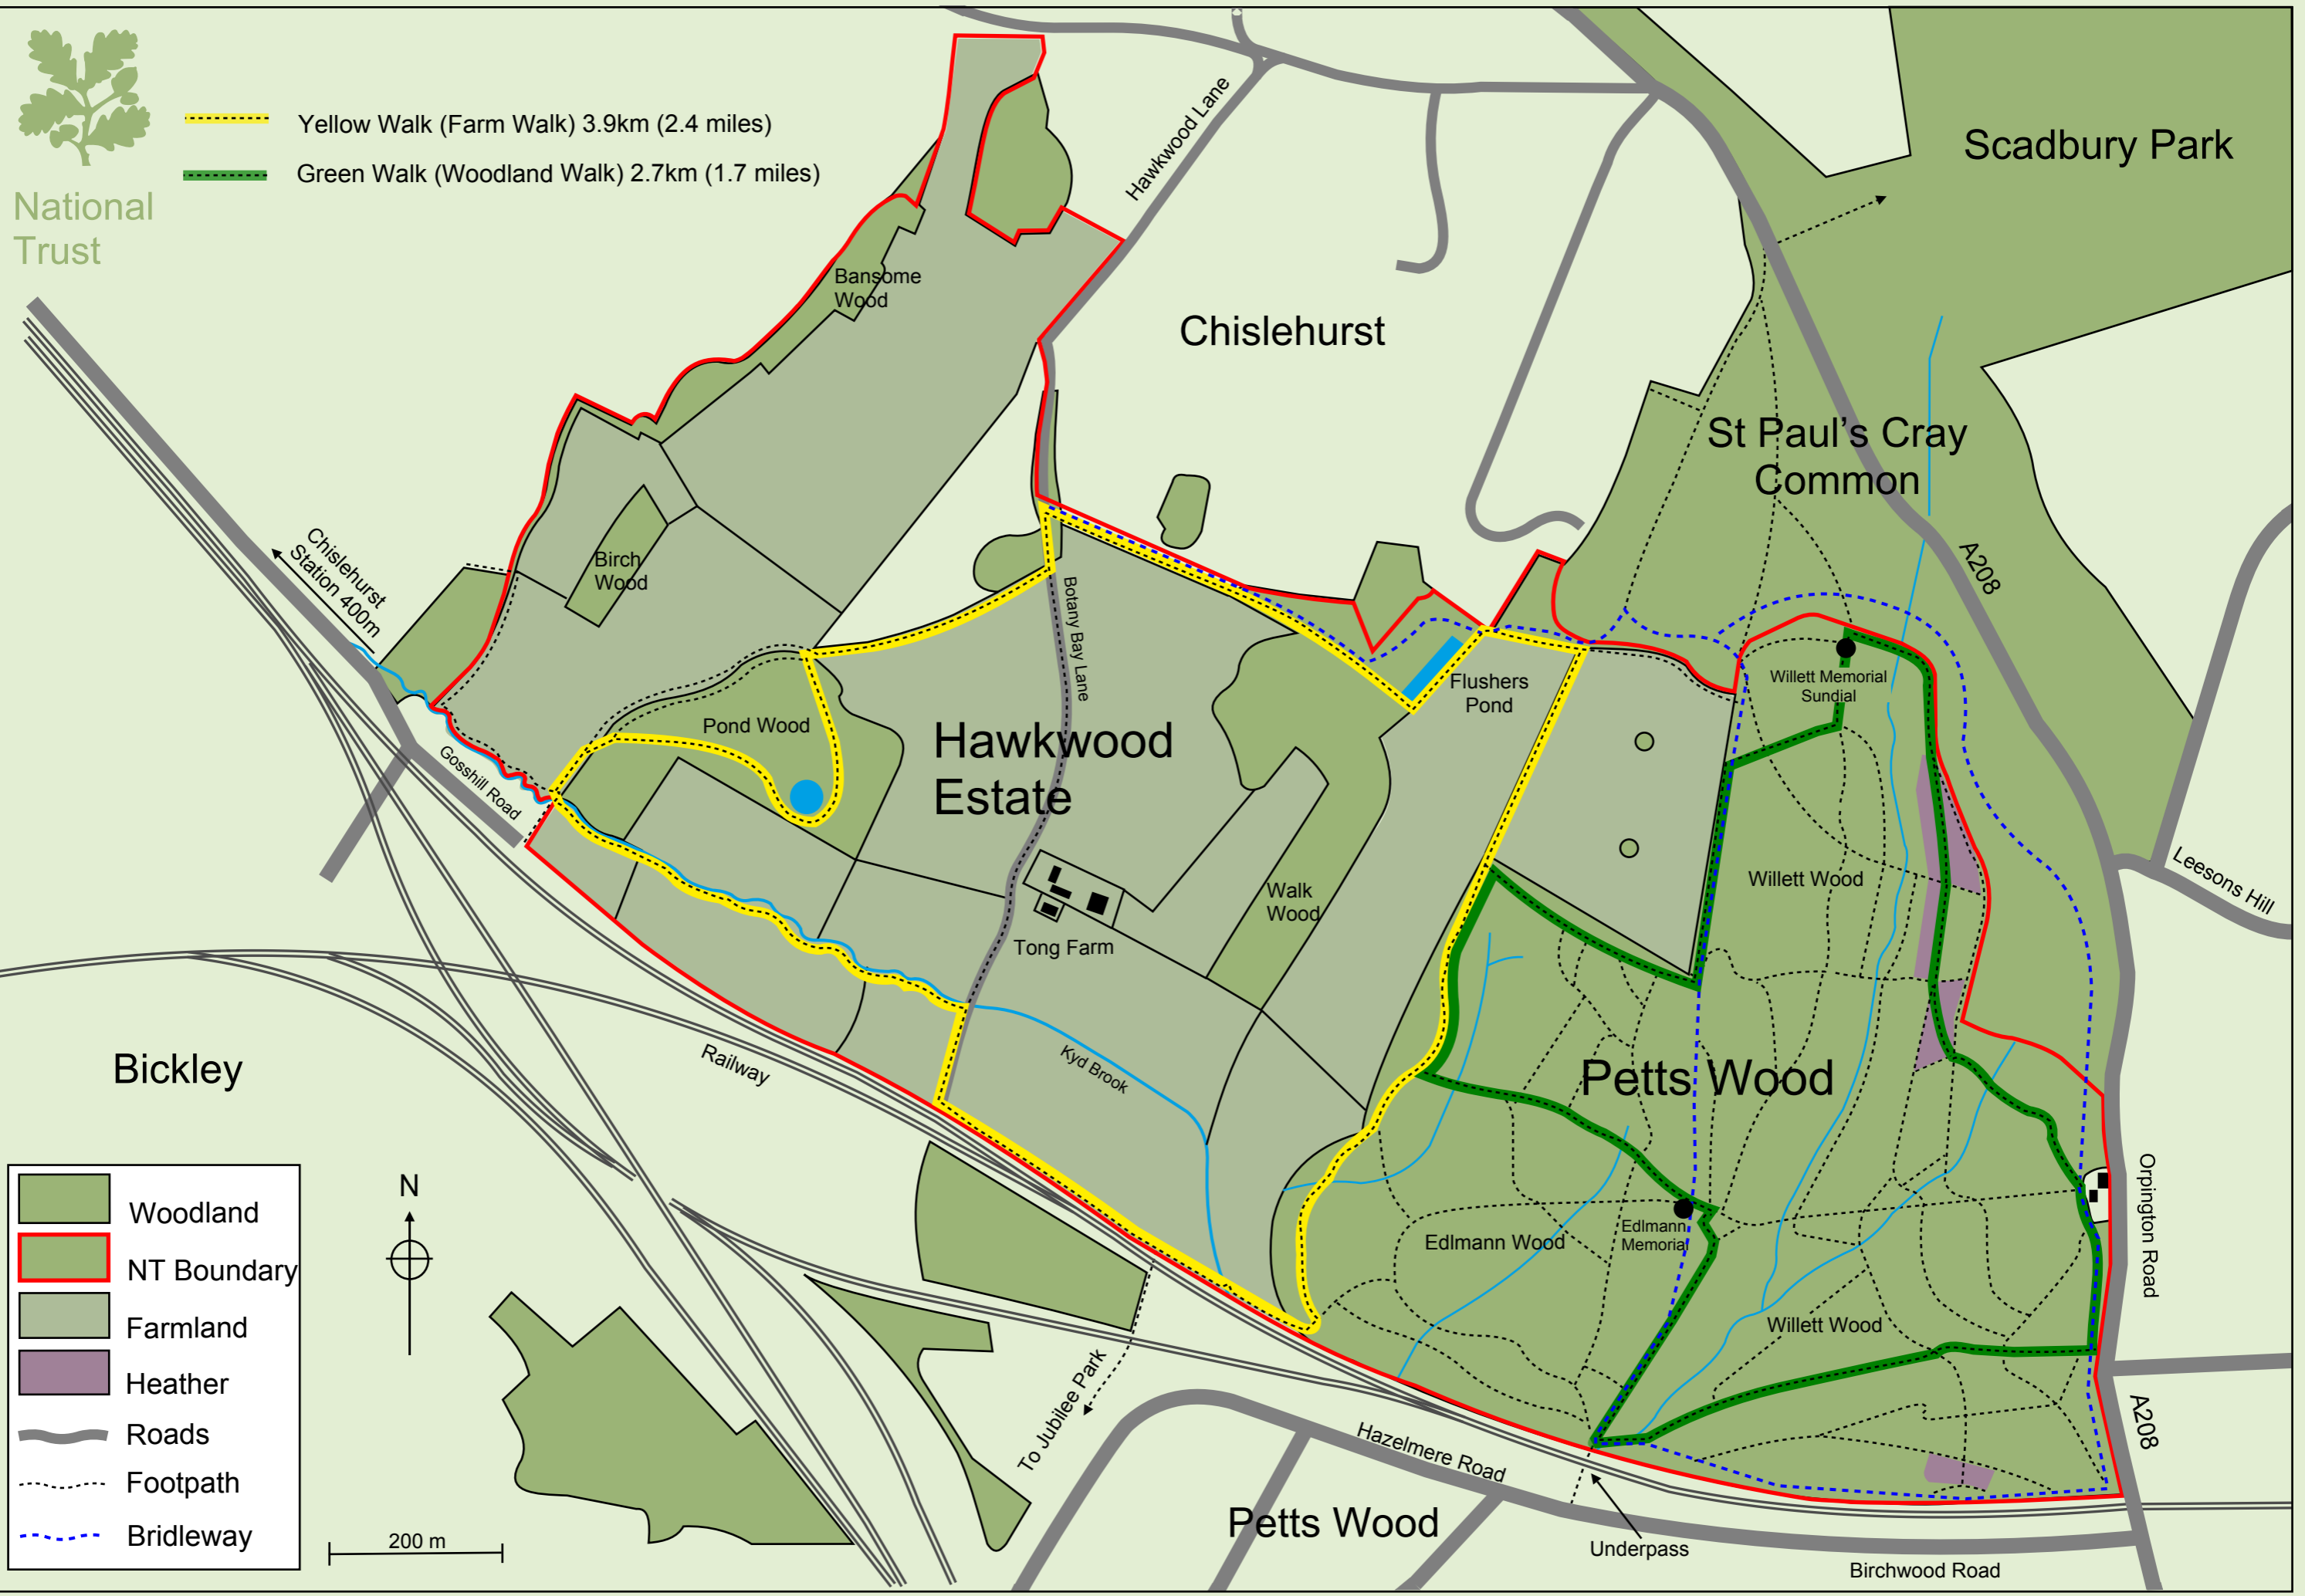 National
Trust
Yellow Walk (Farm Walk) 3.9km (2.4 miles)
Green Walk (Woodland Walk) 2.7km (1.7 miles)
Hawkwood Lane
Scadbury Park
Bansome
Wood
Chislehurst
St Paul's Cray
Common
A208
Chislehurst
Station 400m
Birch
Wood
Botany Bay Lane
Flushers
Pond
Willett Memorial
Sundial
Pond Wood
Hawkwood
Estate
Gosshill Road
Walk
Wood
Willett Wood
Leesons Hill
Tong Farm
Bickley
Railway
Kyd Brook
Petts Wood
Edlmann Wood
Edlmann
Memorial
Orpington Road
Willett Wood
To Jubilee Park
Hazelmere Road
A208
Petts Wood
Underpass
Birchwood Road
Woodland
NT Boundary
Farmland
Heather
Roads
Footpath
Bridleway
N
200 m